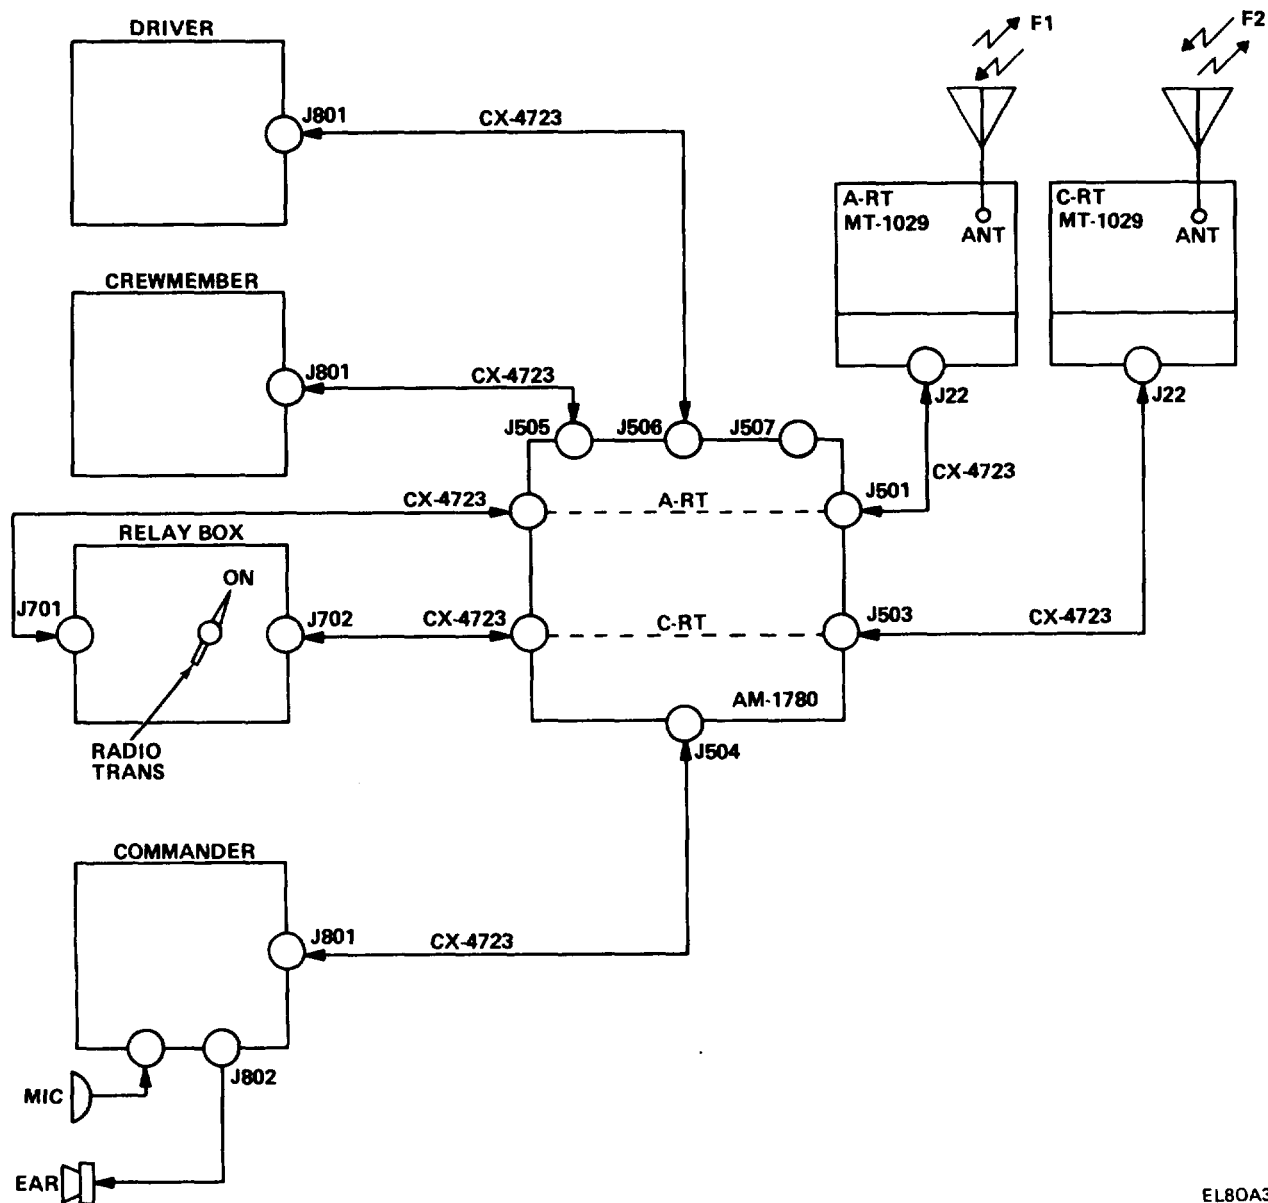 DRIVER
J801
CX-4723
F1
F2
A-RT
MT-1029
ANT
C-RT
MT-1029
ANT
CREWMEMBER
J801
CX-4723
J22
J22
J505
J506
J507
CX-4723
CX-4723
A-RT
J501
RELAY BOX
ON
J701
J702
CX-4723
C-RT
J503
CX-4723
AM-1780
RADIO
TRANS
J504
COMMANDER
J801
CX-4723
J802
MIC
EAR